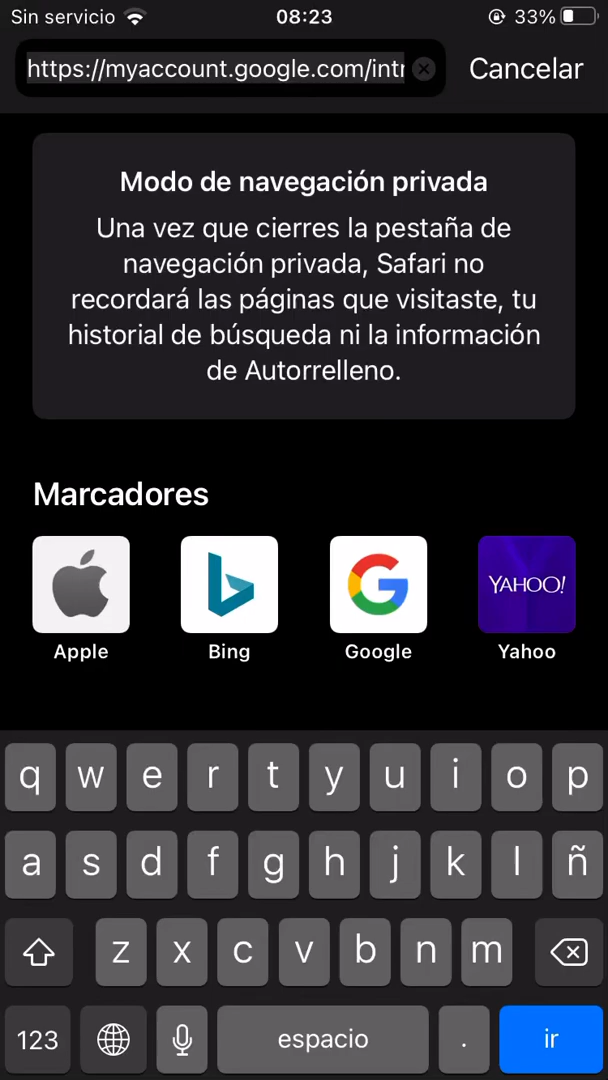 Sin servicio 08:23 33%
https://myaccount.google.com/intr Cancelar
Modo de navegación privada
Una vez que cierres la pestaña de
navegación privada, Safari no
recordará las páginas que visitaste, tu
historial de búsqueda ni la información
de Autorrelleno.
Marcadores
YAHOO!
Apple Bing Google Yahoo
q w e r t y u i o p
a s d f g h j k l ñ
z x c v b n m
123 espacio . ir